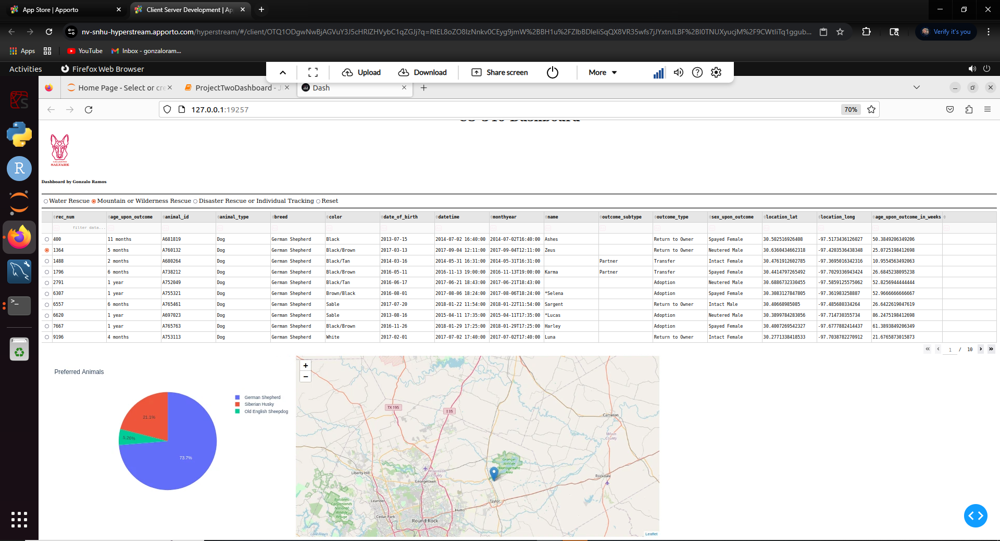 App Store | Apporto
Client Server Development | Ap
nv-snhu-hyperstream.apporto.com/hyperstream/#/client/
Verify it's you
Apps
YouTube
Inbox - gonzaloram...
Activities
Firefox Web Browser
Upload
Download
Share screen
More
Home Page - Select or cre
ProjectTwoDashboard - J
Dash
127.0.0.1:19257
70%
GRAZIOSO
SALVARE
Dashboard by Gonzalo Ramos
Water Rescue Mountain or Wilderness Rescue Disaster Rescue or Individual Tracking Reset
rec_num age_upon_outcome animal_id animal_type breed color date_of_birth datetime monthyear name outcome_subtype outcome_type sex_upon_outcome location_lat location_long age_upon_outcome_in_weeks
filter data...
400 11 months A681819 Dog German Shepherd Black 2013-07-15 2014-07-02 16:40:00 2014-07-02T16:40:00 Ashes Return to Owner Spayed Female 30.502516926408 -97.5173436126027 50.3849206349206
1364 5 months A760132 Dog German Shepherd Black/Brown 2017-03-13 2017-09-04 12:11:00 2017-09-04T12:11:00 Zeus Return to Owner Neutered Male 30.6360434662318 -97.4203536438348 25.0725198412698
1488 2 months A680264 Dog German Shepherd Black/Tan 2014-03-16 2014-05-31 16:31:00 2014-05-31T16:31:00 Partner Transfer Intact Female 30.4761912602785 -97.3695016342316 10.9554563492063
1796 6 months A738212 Dog German Shepherd Black/Brown 2016-05-11 2016-11-13 19:00:00 2016-11-13T19:00:00 Karma Partner Transfer Spayed Female 30.4414797265492 -97.7029336943424 26.6845238095238
2791 1 year A752049 Dog German Shepherd Black/Tan 2016-06-17 2017-06-21 18:43:00 2017-06-21T18:43:00 Adoption Neutered Male 30.6886732330455 -97.5859125575062 52.8256944444444
6307 1 year A755321 Dog German Shepherd Brown/Black 2016-08-01 2017-08-06 18:24:00 2017-08-06T18:24:00 *Selena Adoption Spayed Female 30.3083127847805 -97.361983258887 52.9666666666667
6557 6 months A765461 Dog German Shepherd Sable 2017-07-20 2018-01-22 11:54:00 2018-01-22T11:54:00 Sargent Return to Owner Intact Male 30.40668985085 -97.485680334264 26.6422619047619
6620 1 year A697023 Dog German Shepherd Sable 2013-08-16 2015-04-11 17:35:00 2015-04-11T17:35:00 *Lucas Adoption Neutered Male 30.3899784283056 -97.714730355734 86.2475198412698
7667 1 year A765763 Dog German Shepherd Black/Brown 2016-11-26 2018-01-29 17:25:00 2018-01-29T17:25:00 Harley Adoption Spayed Female 30.4007269542327 -97.6777882414437 61.3893849206349
9196 4 months A753113 Dog German Shepherd White 2017-02-01 2017-07-02 17:40:00 2017-07-02T17:40:00 Luna Return to Owner Intact Female 30.2771338418533 -97.7038782270912 21.6765873015873
1 / 10
Preferred Animals
German Shepherd
Siberian Husky
Old English Sheepdog
21.1%
5.26%
73.7%
+
−
TX 195
I 35
Cameron
Milam
County
Granger
Wildlife
Management
Area
Liberty Hill
Williamson
County
Georgetown
Rockdale
Leander
Taylor
Balcones
Canyonlands
National
Wildlife
Refuge
Hutto
Cedar Park
Round Rock
Lake Travis
Leaflet